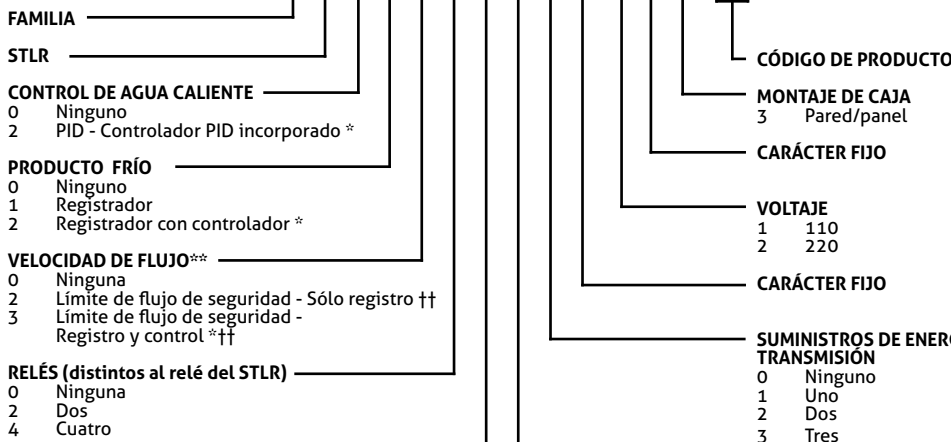 FAMILIA
STLR
CONTROL DE AGUA CALIENTE
0 Ninguno
2 PID - Controlador PID incorporado *
PRODUCTO FRÍO
0 Ninguno
1 Registrador
2 Registrador con controlador *
VELOCIDAD DE FLUJO**
0 Ninguna
2 Límite de flujo de seguridad - Sólo registro ††
3 Límite de flujo de seguridad -
Registro y control *††
RELÉS (distintos al relé del STLR)
0 Ninguna
2 Dos
4 Cuatro
CÓDIGO DE PRODUCTO
MONTAJE DE CAJA
3 Pared/panel
CARÁCTER FIJO
VOLTAJE
1 110
2 220
CARÁCTER FIJO
SUMINISTROS DE
TRANSMISIÓN
0 Ninguno
1 Uno
2 Dos
3 Tres